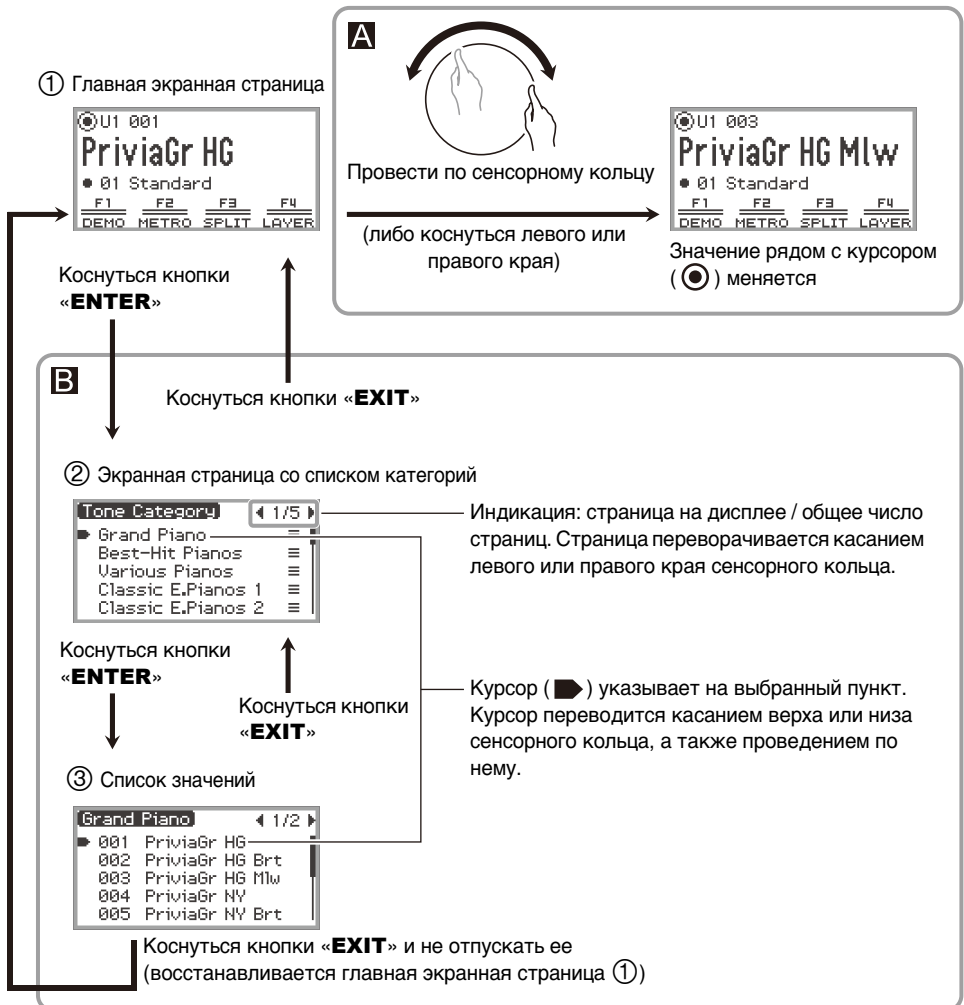 A
① Главная экранная страница
U1 001
PriviaGr HG
● 01 Standard
F1 F2 F3 F4
DEMO METRO SPLIT LAYER
Провести по сенсорному кольцу
(либо коснуться левого или
правого края)
U1 003
PriviaGr HG Mlw
● 01 Standard
F1 F2 F3 F4
DEMO METRO SPLIT LAYER
Значение рядом с курсором
( ◉ ) меняется
Коснуться кнопки
«ENTER»
B
Коснуться кнопки «EXIT»
② Экранная страница со списком категорий
Tone Category 1/5
Grand Piano
Best-Hit Pianos
Various Pianos
Classic E.Pianos 1
Classic E.Pianos 2
Индикация: страница на дисплее / общее число
страниц. Страница переворачивается касанием
левого или правого края сенсорного кольца.
Коснуться кнопки
«ENTER»
Коснуться кнопки
«EXIT»
Курсор ( ) указывает на выбранный пункт.
Курсор переводится касанием верха или низа
сенсорного кольца, а также проведением по
нему.
③ Список значений
Grand Piano 1/2
001 PriviaGr HG
002 PriviaGr HG Brt
003 PriviaGr HG Mlw
004 PriviaGr NY
005 PriviaGr NY Brt
Коснуться кнопки «EXIT» и не отпускать ее
(восстанавливается главная экранная страница ①)